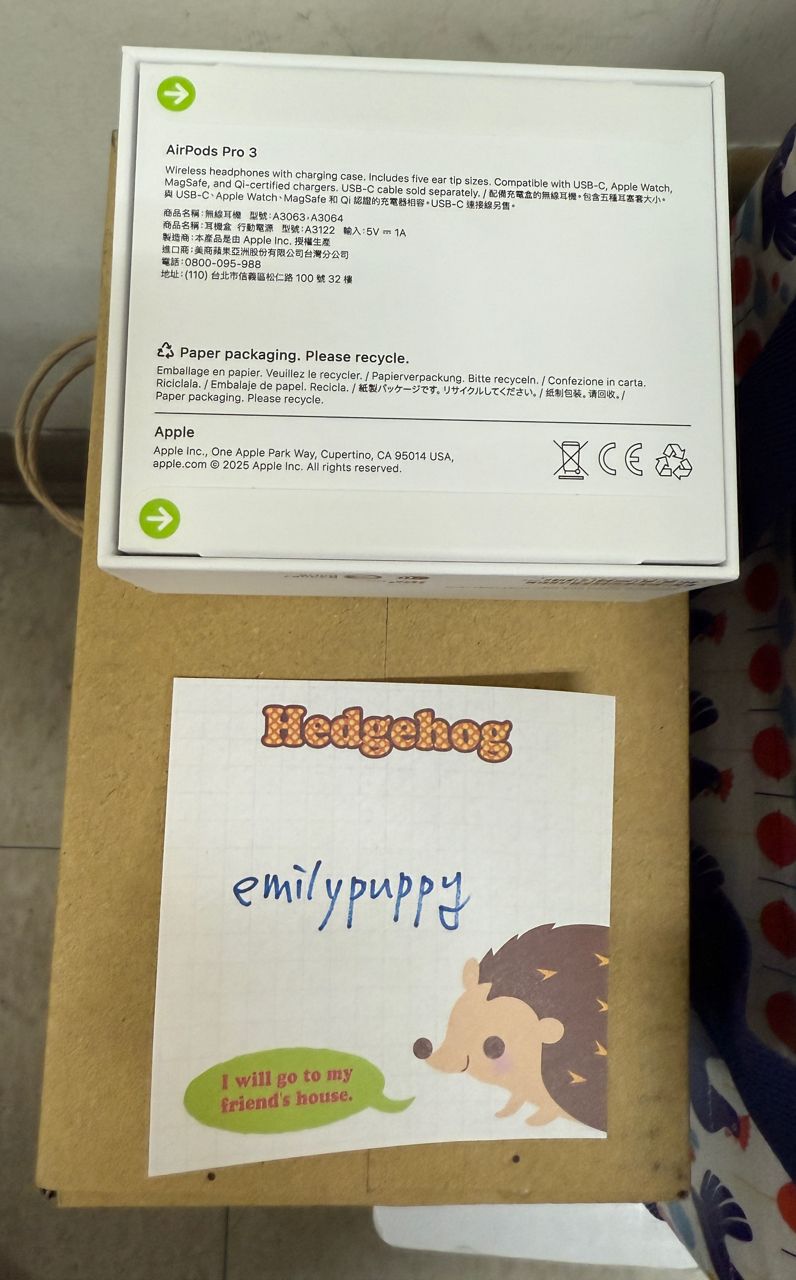 AirPods Pro 3
Wireless headphones with charging case. Includes five ear tip sizes. Compatible with USB-C, Apple Watch,
MagSafe, and Qi-certified chargers. USB-C cable sold separately. / 配備充電盒的無線耳機。包含五種耳塞套大小。
與 USB-C、Apple Watch、MagSafe 和 Qi 認證的充電器相容。USB-C 連接線另售。
商品名稱：無線耳機 型號：A3063、A3064
商品名稱：耳機盒 行動電源 型號：A3122 輸入：5V ⎓ 1A
製造商：本產品是由 Apple Inc. 授權生產
進口商：美商蘋果亞洲股份有限公司台灣分公司
電話：0800-095-988
地址：(110) 台北市信義區松仁路 100 號 32 樓
Paper packaging. Please recycle.
Emballage en papier. Veuillez le recycler. / Papierverpackung. Bitte recyceln. / Confezione in carta.
Riciclala. / Embalaje de papel. Recicla. / 紙製パッケージです。リサイクルしてください。/ 纸制包装。请回收。/
Paper packaging. Please recycle.
Apple
Apple Inc., One Apple Park Way, Cupertino, CA 95014 USA,
apple.com © 2025 Apple Inc. All rights reserved.
CE
Hedgehog
emilypuppy
I will go to my
friend's house.